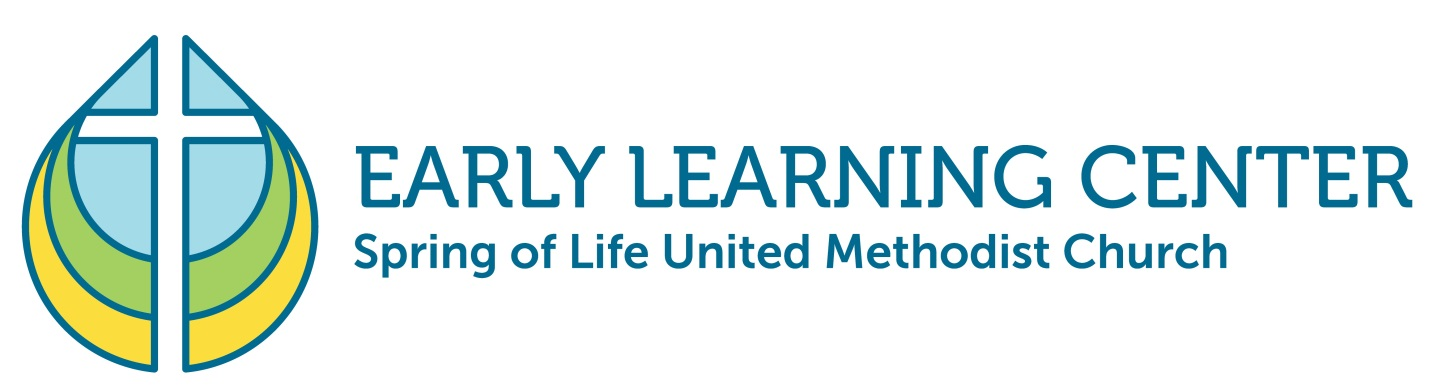 EARLY LEARNING CENTER
Spring of Life United Methodist Church